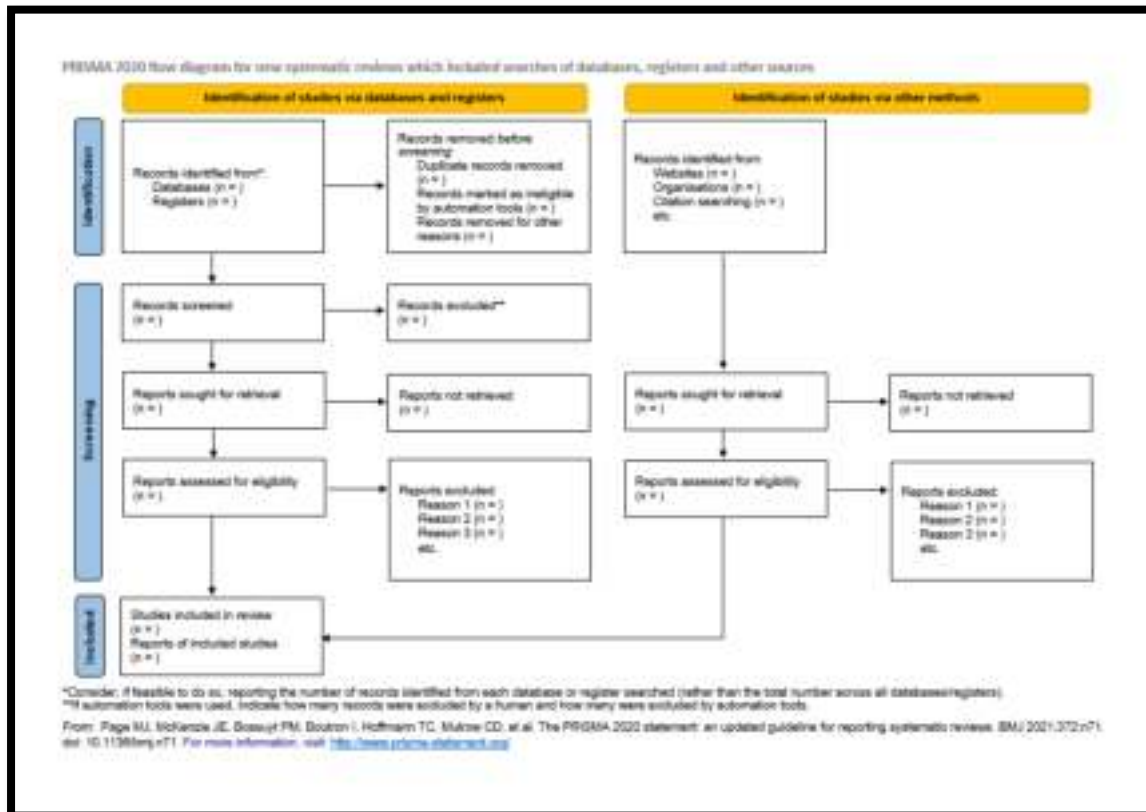 PRISMA 2020 flow diagram for new systematic reviews which included searches of databases, registers and other sources
Identification of studies via databases and registers
Identification of studies via other methods
Identification
Records identified from*:
Databases (n = )
Registers (n = )
Records removed before
screening:
Duplicate records removed
(n = )
Records marked as ineligible
by automation tools (n = )
Records removed for other
reasons (n = )
Records identified from:
Websites (n = )
Organisations (n = )
Citation searching (n = )
etc.
Screening
Records screened
(n = )
Records excluded**
(n = )
Reports sought for retrieval
(n = )
Reports not retrieved
(n = )
Reports sought for retrieval
(n = )
Reports not retrieved
(n = )
Reports assessed for eligibility
(n = )
Reports excluded:
Reason 1 (n = )
Reason 2 (n = )
Reason 3 (n = )
etc.
Reports assessed for eligibility
(n = )
Reports excluded:
Reason 1 (n = )
Reason 2 (n = )
Reason 3 (n = )
etc.
Included
Studies included in review
(n = )
Reports of included studies
(n = )
*Consider, if feasible to do so, reporting the number of records identified from each database or register searched (rather than the total number across all databases/registers).
**If automation tools were used, indicate how many records were excluded by a human and how many were excluded by automation tools.
From: Page MJ, McKenzie JE, Bossuyt PM, Boutron I, Hoffmann TC, Mulrow CD, et al. The PRISMA 2020 statement: an updated guideline for reporting systematic reviews. BMJ 2021;372:n71.
doi: 10.1136/bmj.n71. For more information, visit: http://www.prisma-statement.org/